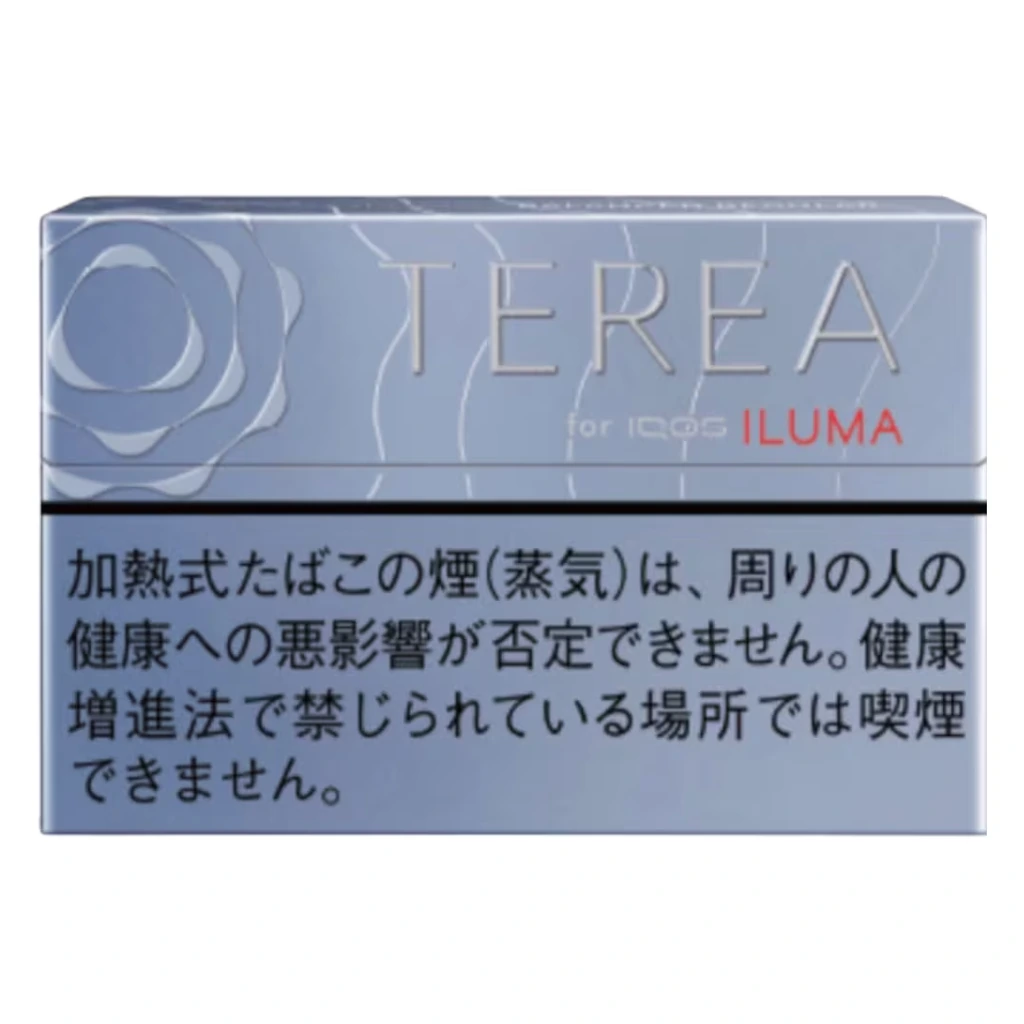 BALANCED REGULAR
TEREA
for IQOS ILUMA
加熱式たばこの煙(蒸気)は、周りの人の
健康への悪影響が否定できません。健康
増進法で禁じられている場所では喫煙
できません。